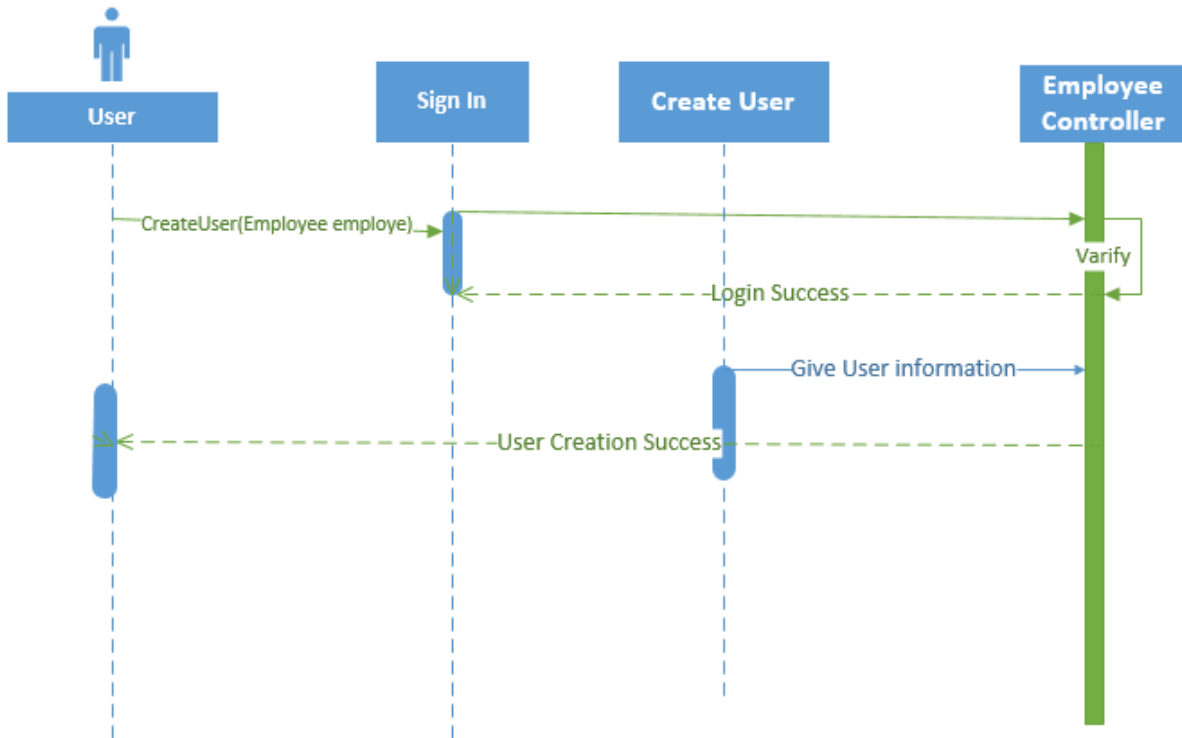 User
Sign In
Create User
Employee
Controller
CreateUser(Employee employe)
Varify
Login Success
Give User information
User Creation Success